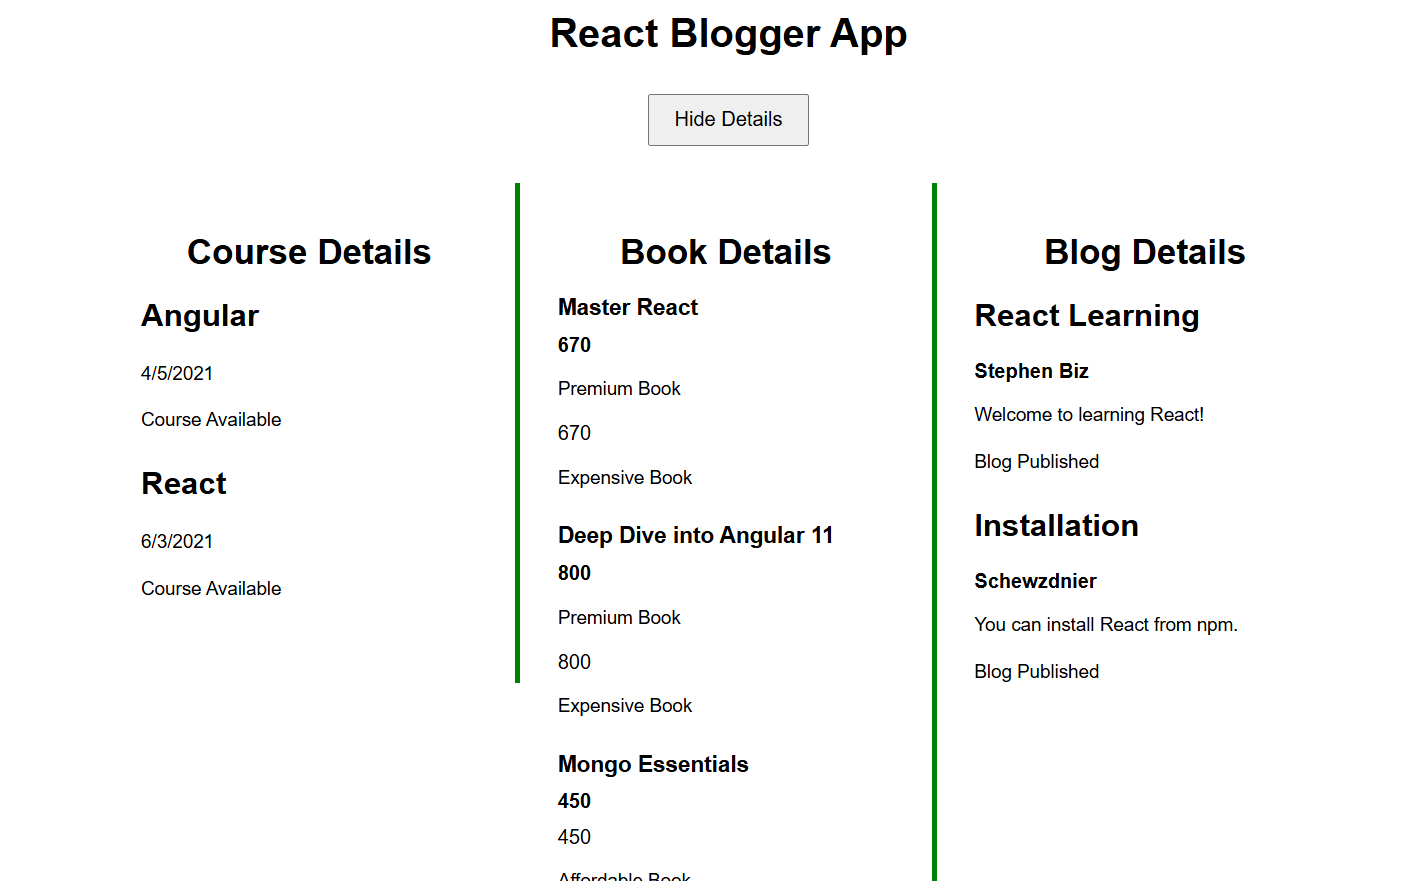 React Blogger App
Hide Details
Course Details
Angular
4/5/2021
Course Available
React
6/3/2021
Course Available
Book Details
Master React
670
Premium Book
670
Expensive Book
Deep Dive into Angular 11
800
Premium Book
800
Expensive Book
Mongo Essentials
450
450
Affordable Book
Blog Details
React Learning
Stephen Biz
Welcome to learning React!
Blog Published
Installation
Schewzdnier
You can install React from npm.
Blog Published